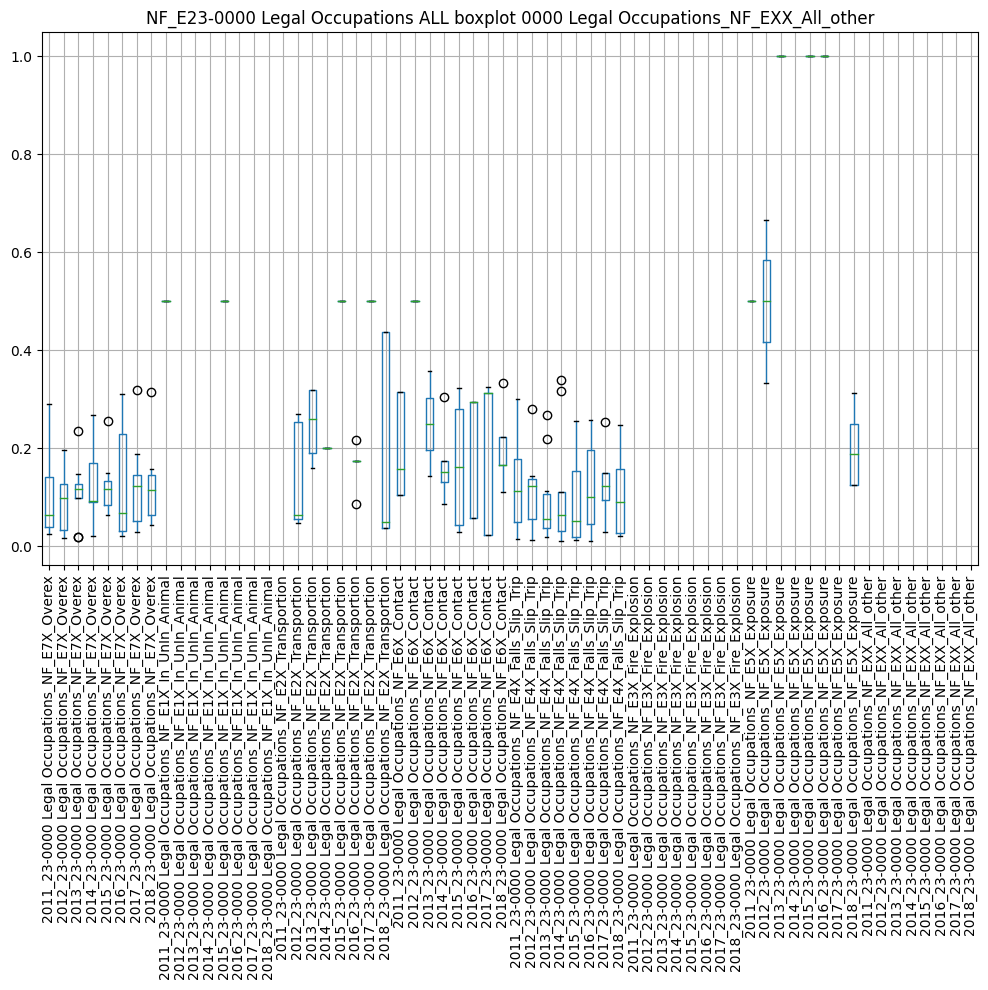 NF_E23-0000 Legal Occupations ALL boxplot 0000 Legal Occupations_NF_EXX_All_other
1.0
0.8
0.6
0.4
0.2
0.0
2011_23-0000 Legal Occupations_NF_E7X_Overex
2012_23-0000 Legal Occupations_NF_E7X_Overex
2013_23-0000 Legal Occupations_NF_E7X_Overex
2014_23-0000 Legal Occupations_NF_E7X_Overex
2015_23-0000 Legal Occupations_NF_E7X_Overex
2016_23-0000 Legal Occupations_NF_E7X_Overex
2017_23-0000 Legal Occupations_NF_E7X_Overex
2018_23-0000 Legal Occupations_NF_E7X_Overex
2011_23-0000 Legal Occupations_NF_E1X_In_UnIn_Animal
2012_23-0000 Legal Occupations_NF_E1X_In_UnIn_Animal
2013_23-0000 Legal Occupations_NF_E1X_In_UnIn_Animal
2014_23-0000 Legal Occupations_NF_E1X_In_UnIn_Animal
2015_23-0000 Legal Occupations_NF_E1X_In_UnIn_Animal
2016_23-0000 Legal Occupations_NF_E1X_In_UnIn_Animal
2017_23-0000 Legal Occupations_NF_E1X_In_UnIn_Animal
2018_23-0000 Legal Occupations_NF_E1X_In_UnIn_Animal
2011_23-0000 Legal Occupations_NF_E2X_Transportion
2012_23-0000 Legal Occupations_NF_E2X_Transportion
2013_23-0000 Legal Occupations_NF_E2X_Transportion
2014_23-0000 Legal Occupations_NF_E2X_Transportion
2015_23-0000 Legal Occupations_NF_E2X_Transportion
2016_23-0000 Legal Occupations_NF_E2X_Transportion
2017_23-0000 Legal Occupations_NF_E2X_Transportion
2018_23-0000 Legal Occupations_NF_E2X_Transportion
2011_23-0000 Legal Occupations_NF_E6X_Contact
2012_23-0000 Legal Occupations_NF_E6X_Contact
2013_23-0000 Legal Occupations_NF_E6X_Contact
2014_23-0000 Legal Occupations_NF_E6X_Contact
2015_23-0000 Legal Occupations_NF_E6X_Contact
2016_23-0000 Legal Occupations_NF_E6X_Contact
2017_23-0000 Legal Occupations_NF_E6X_Contact
2018_23-0000 Legal Occupations_NF_E6X_Contact
2011_23-0000 Legal Occupations_NF_E4X_Falls_Slip_Trip
2012_23-0000 Legal Occupations_NF_E4X_Falls_Slip_Trip
2013_23-0000 Legal Occupations_NF_E4X_Falls_Slip_Trip
2014_23-0000 Legal Occupations_NF_E4X_Falls_Slip_Trip
2015_23-0000 Legal Occupations_NF_E4X_Falls_Slip_Trip
2016_23-0000 Legal Occupations_NF_E4X_Falls_Slip_Trip
2017_23-0000 Legal Occupations_NF_E4X_Falls_Slip_Trip
2018_23-0000 Legal Occupations_NF_E4X_Falls_Slip_Trip
2011_23-0000 Legal Occupations_NF_E3X_Fire_Explosion
2012_23-0000 Legal Occupations_NF_E3X_Fire_Explosion
2013_23-0000 Legal Occupations_NF_E3X_Fire_Explosion
2014_23-0000 Legal Occupations_NF_E3X_Fire_Explosion
2015_23-0000 Legal Occupations_NF_E3X_Fire_Explosion
2016_23-0000 Legal Occupations_NF_E3X_Fire_Explosion
2017_23-0000 Legal Occupations_NF_E3X_Fire_Explosion
2018_23-0000 Legal Occupations_NF_E3X_Fire_Explosion
2011_23-0000 Legal Occupations_NF_E5X_Exposure
2012_23-0000 Legal Occupations_NF_E5X_Exposure
2013_23-0000 Legal Occupations_NF_E5X_Exposure
2014_23-0000 Legal Occupations_NF_E5X_Exposure
2015_23-0000 Legal Occupations_NF_E5X_Exposure
2016_23-0000 Legal Occupations_NF_E5X_Exposure
2017_23-0000 Legal Occupations_NF_E5X_Exposure
2018_23-0000 Legal Occupations_NF_E5X_Exposure
2011_23-0000 Legal Occupations_NF_EXX_All_other
2012_23-0000 Legal Occupations_NF_EXX_All_other
2013_23-0000 Legal Occupations_NF_EXX_All_other
2014_23-0000 Legal Occupations_NF_EXX_All_other
2015_23-0000 Legal Occupations_NF_EXX_All_other
2016_23-0000 Legal Occupations_NF_EXX_All_other
2017_23-0000 Legal Occupations_NF_EXX_All_other
2018_23-0000 Legal Occupations_NF_EXX_All_other